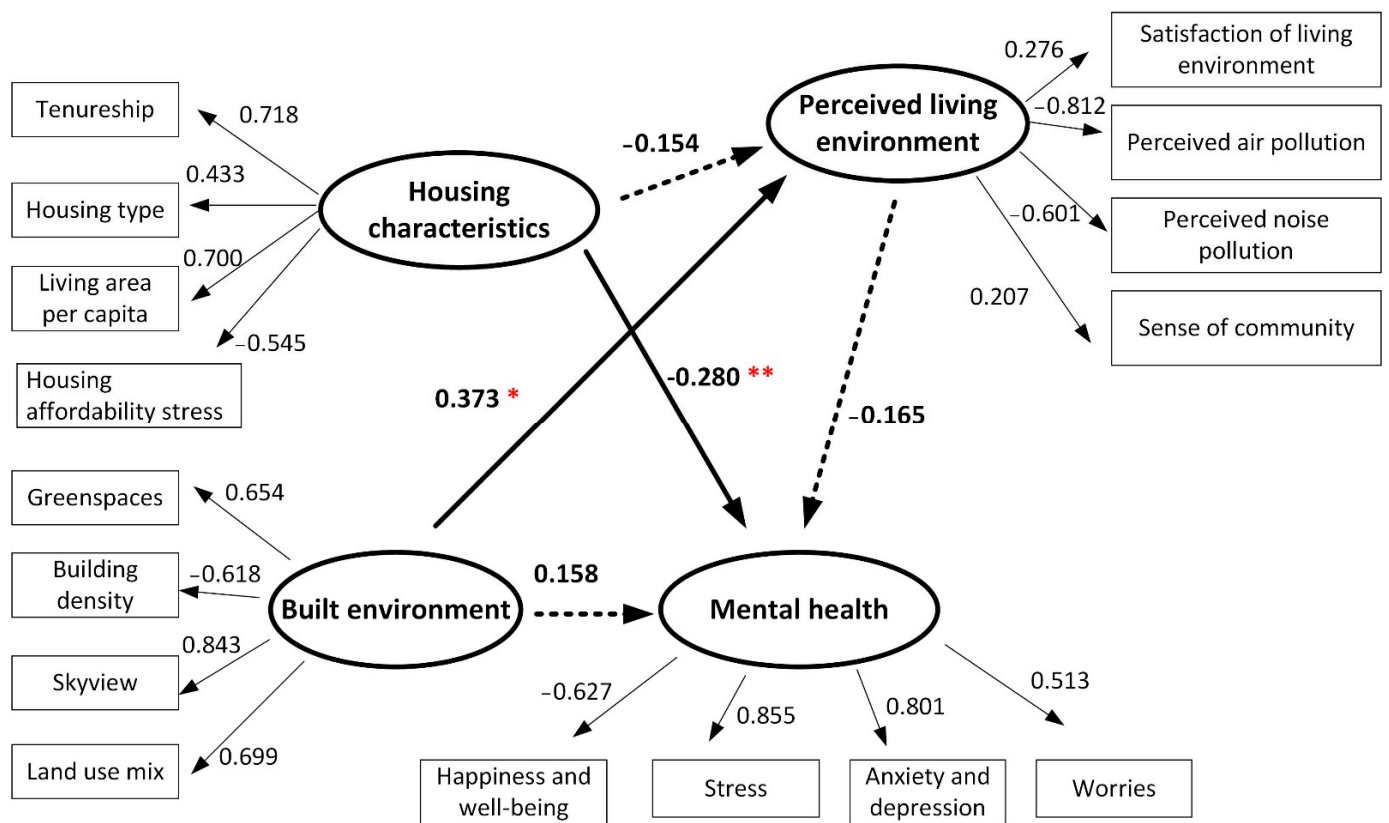 Satisfaction of living
environment
0.276
Tenureship
0.718
Perceived living
environment
−0.812
Perceived air pollution
−0.154
0.433
Housing type
Housing
characteristics
−0.601
Perceived noise
pollution
0.700
Living area
per capita
0.207
Sense of community
−0.545
Housing
affordability stress
0.373 *
-0.280 **
−0.165
Greenspaces
0.654
Building
density
−0.618
0.158
Built environment
Mental health
0.843
Skyview
−0.627
0.855
0.801
0.513
0.699
Land use mix
Happiness and
well-being
Stress
Anxiety and
depression
Worries